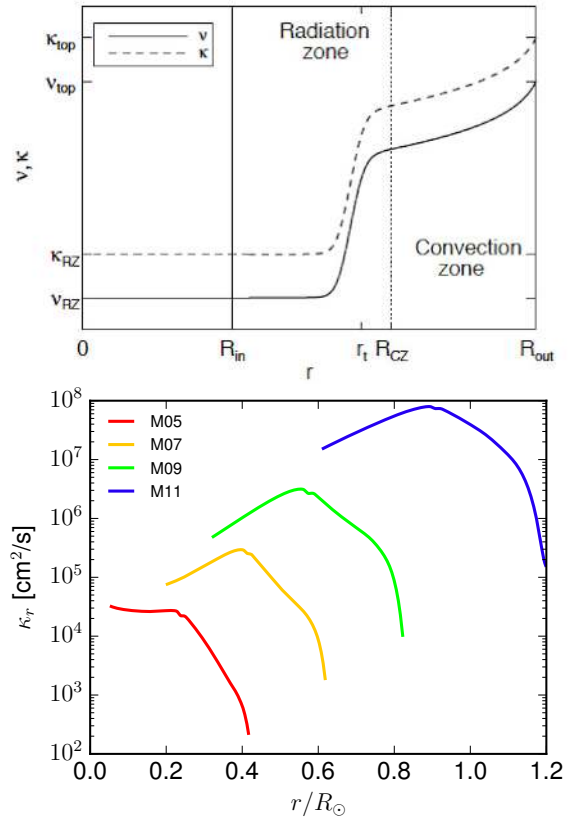 κtop
νtop
ν, κ
κRZ
νRZ
ν
κ
Radiation
zone
Convection
zone
0 Rin rt RCZ Rout
r
10^8
10^7
10^6
10^5
10^4
10^3
10^2
κr [cm^2/s]
M05
M07
M09
M11
0.0 0.2 0.4 0.6 0.8 1.0 1.2
r/R⊙